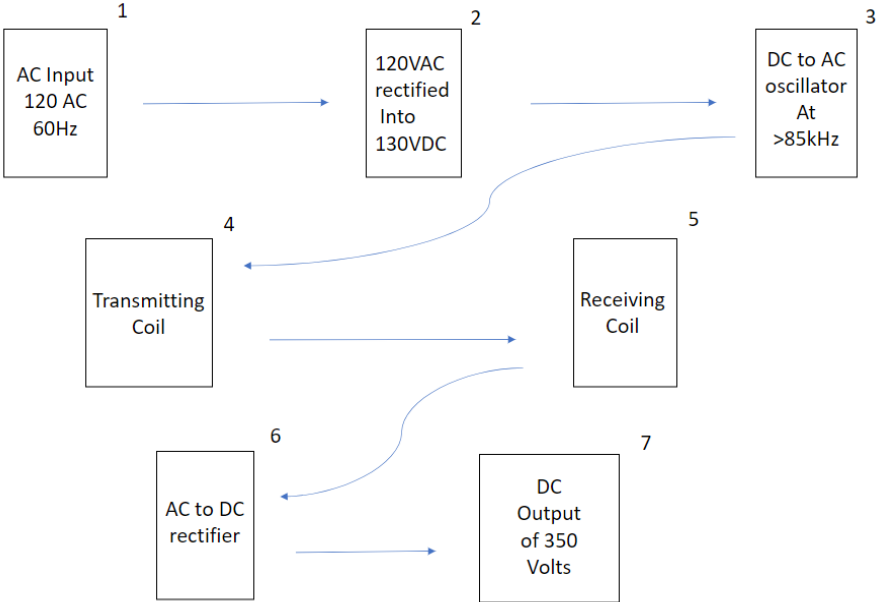 1
AC Input
120 AC
60Hz
2
120VAC
rectified
Into
130VDC
3
DC to AC
oscillator
At
>85kHz
4
Transmitting
Coil
5
Receiving
Coil
6
AC to DC
rectifier
7
DC
Output
of 350
Volts